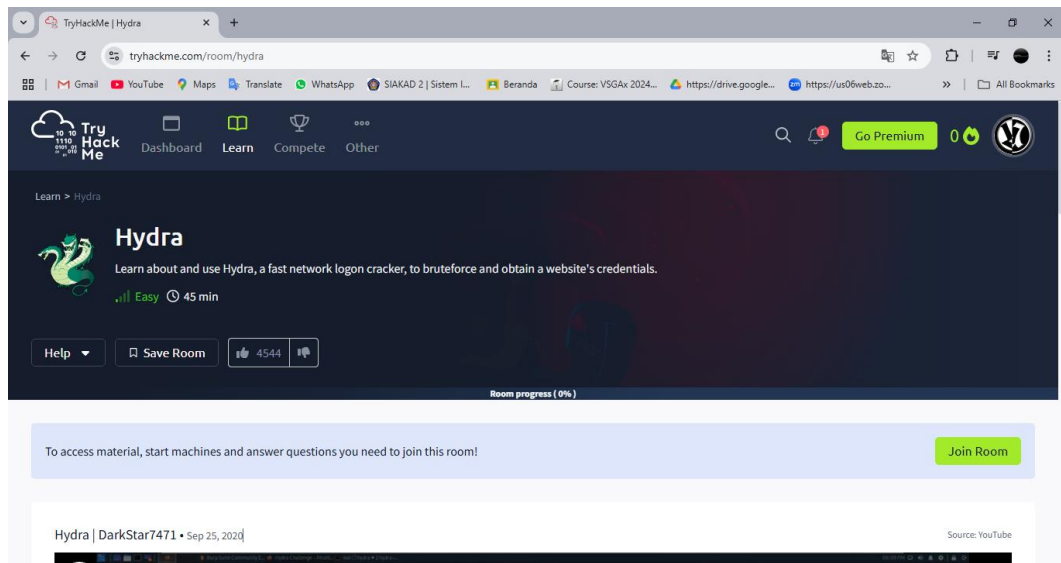 TryHackMe | Hydra
tryhackme.com/room/hydra
Gmail YouTube Maps Translate WhatsApp SIAKAD 2 | Sistem I... Beranda Course: VSGAx 2024... https://drive.google... https://us06web.zo... » All Bookmarks
Try Hack Me
Dashboard Learn Compete Other Go Premium 0
Learn > Hydra
Hydra
Learn about and use Hydra, a fast network logon cracker, to bruteforce and obtain a website's credentials.
Easy 45 min
Help Save Room 4544
Room progress ( 0% )
To access material, start machines and answer questions you need to join this room! Join Room
Hydra | DarkStar7471 • Sep 25, 2020 Source: YouTube